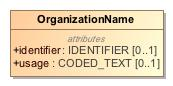 OrganizationName
attributes
+identifier : IDENTIFIER [0..1]
+usage : CODED_TEXT [0..1]